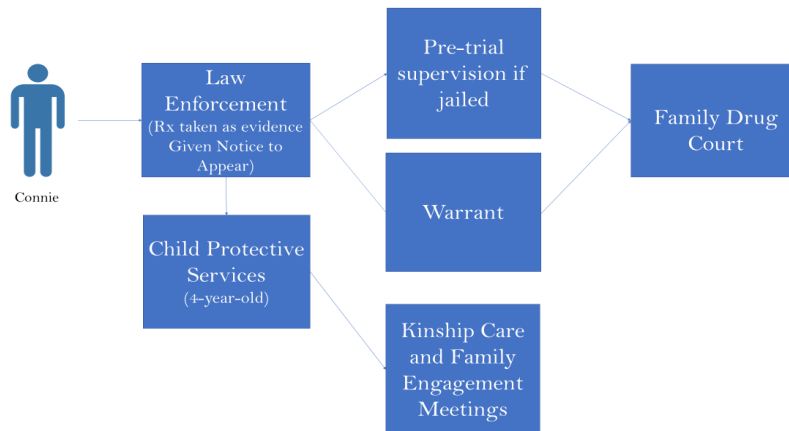 Connie
Law
Enforcement
(Rx taken as evidence
Given Notice to
Appear)
Pre-trial
supervision if
jailed
Family Drug
Court
Warrant
Child Protective
Services
(4-year-old)
Kinship Care
and Family
Engagement
Meetings